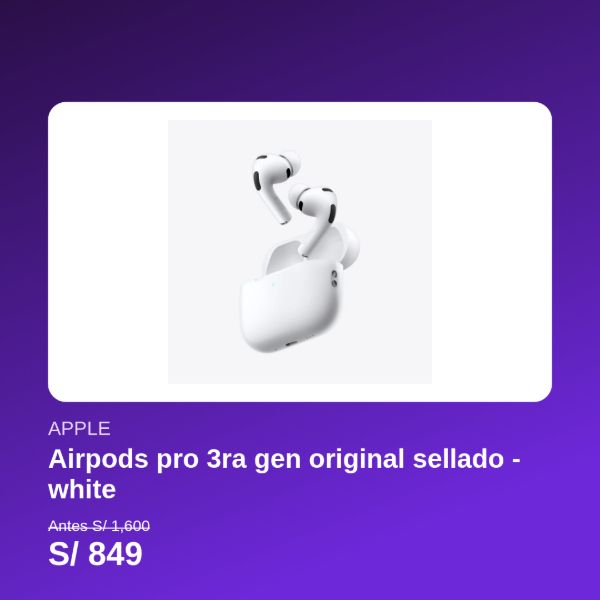 APPLE
Airpods pro 3ra gen original sellado -
white
Antes S/ 1,600
S/ 849